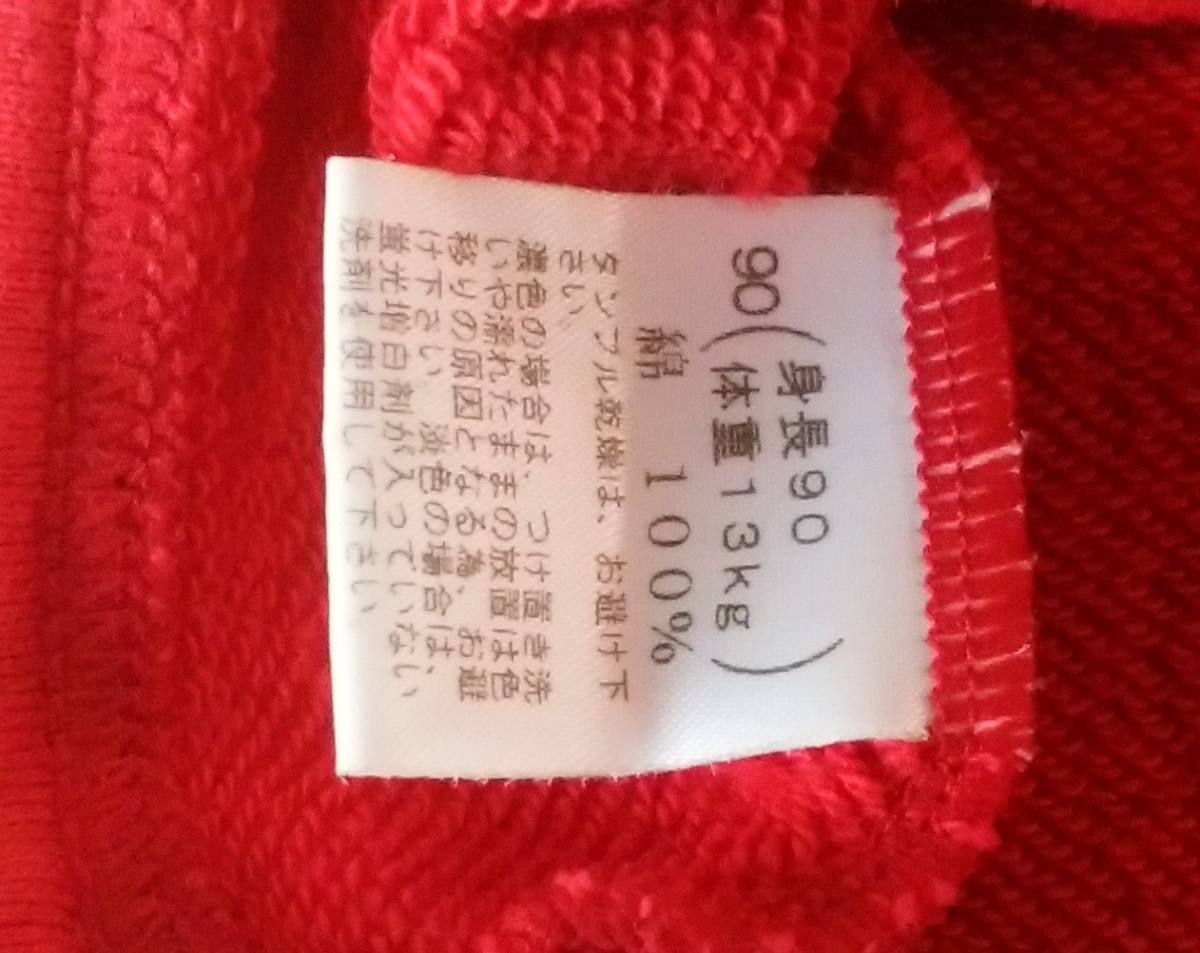 身長90
90( 体重13kg )
綿 100%
タンブル乾燥は、お避け下
さい。
濃色の場合は、つけ置き洗
いや濡れたままの放置は色
移りの原因となる為、お避
け下さい。淡色の場合は、
蛍光増白剤が入っていない
洗剤を使用して下さい。